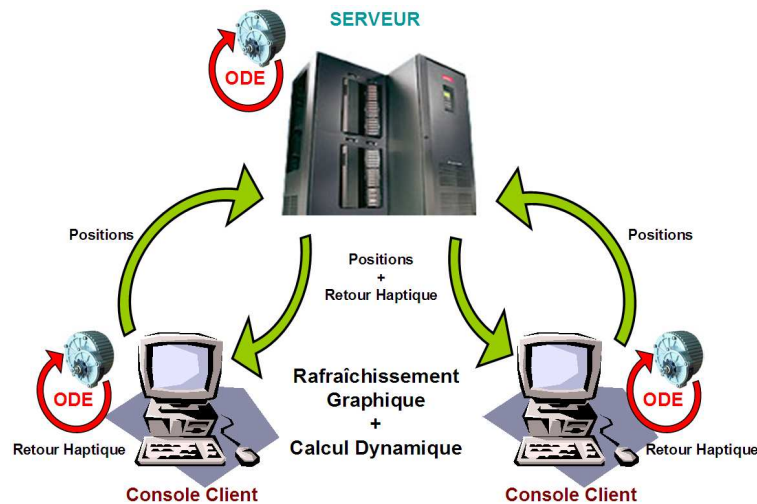 SERVEUR
ODE
Positions
Positions
Positions
+
Retour Haptique
ODE
Retour Haptique
Rafraîchissement
Graphique
+
Calcul Dynamique
ODE
Retour Haptique
Console Client
Console Client